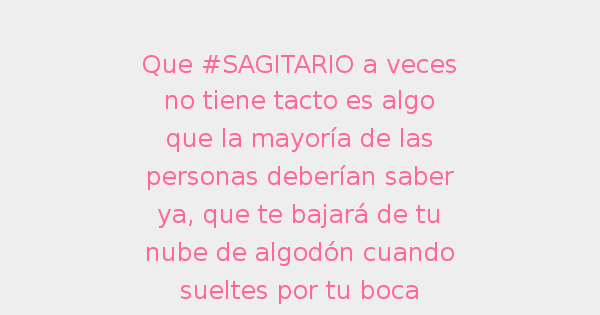 Que #SAGITARIO a veces
no tiene tacto es algo
que la mayoría de las
personas deberían saber
ya, que te bajará de tu
nube de algodón cuando
sueltes por tu boca